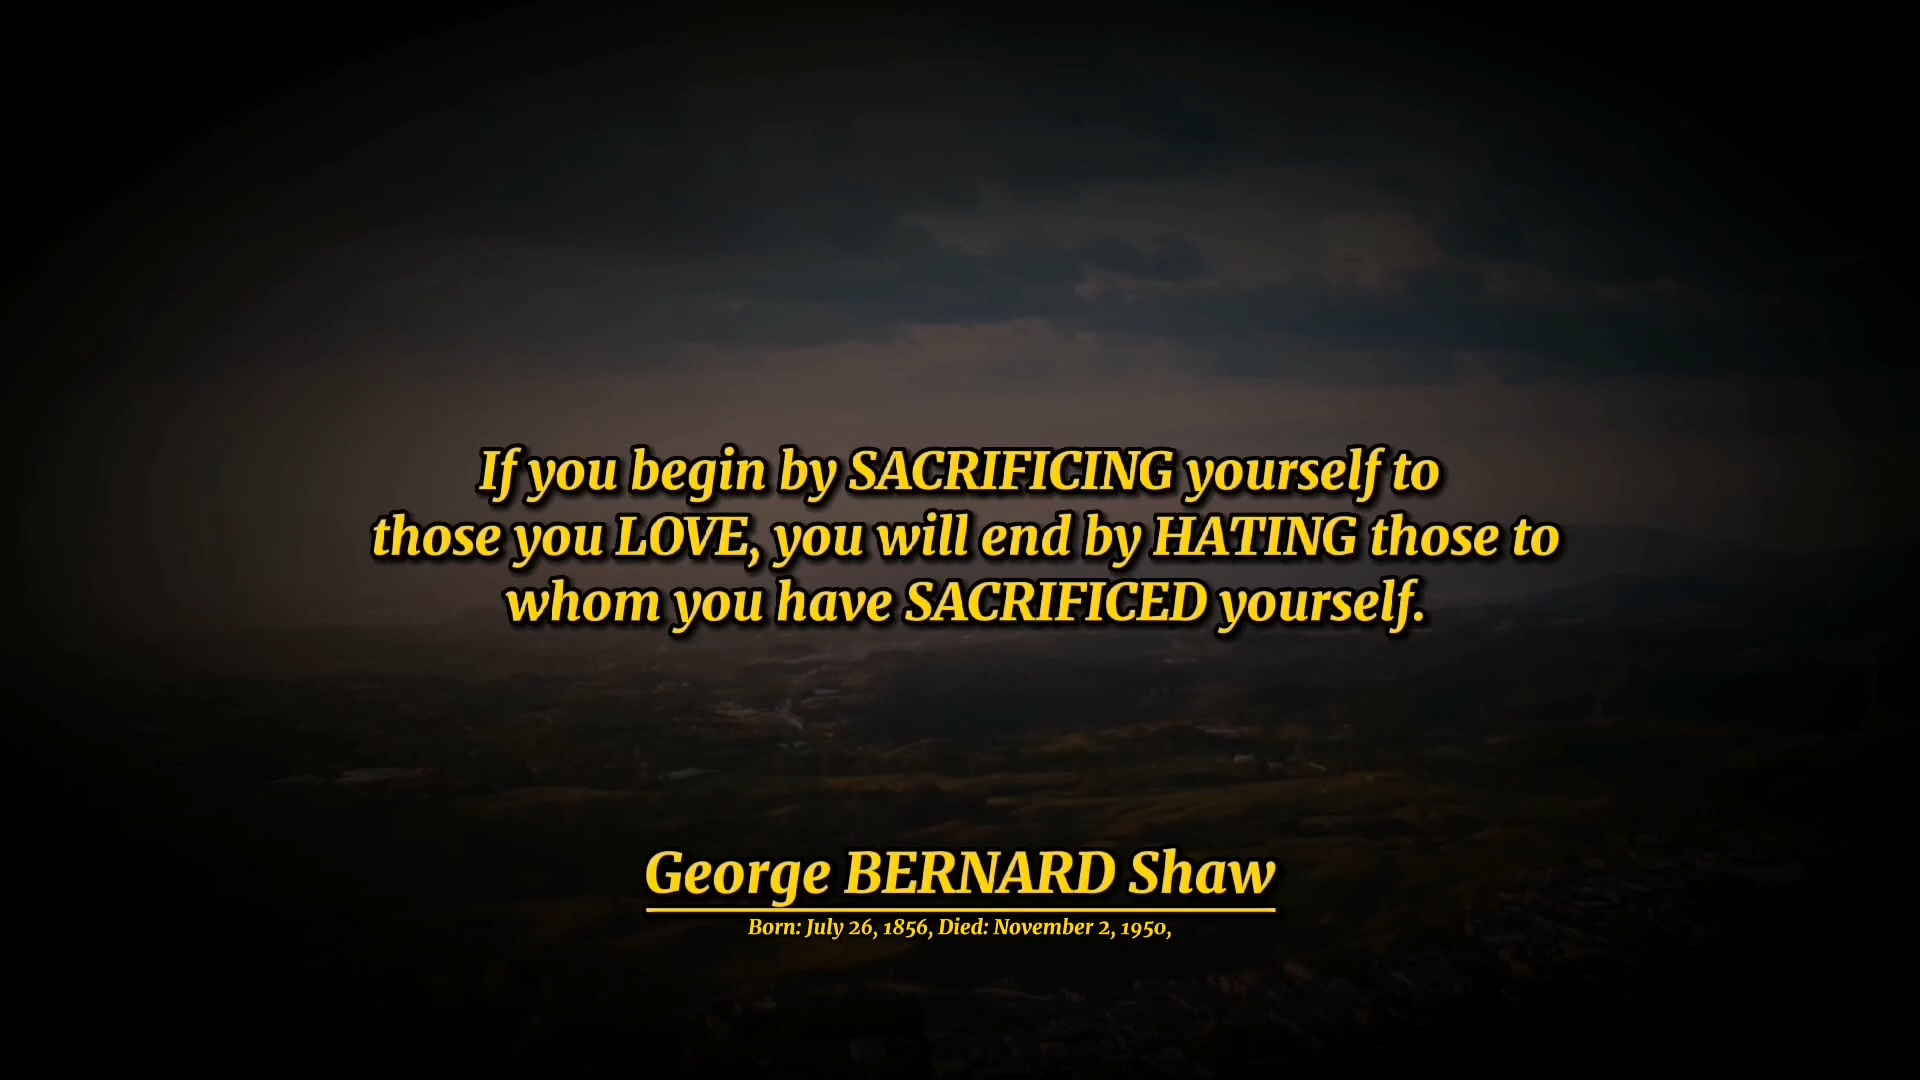 If you begin by SACRIFICING yourself to
those you LOVE, you will end by HATING those to
whom you have SACRIFICED yourself.
George BERNARD Shaw
Born: July 26, 1856, Died: November 2, 1950,